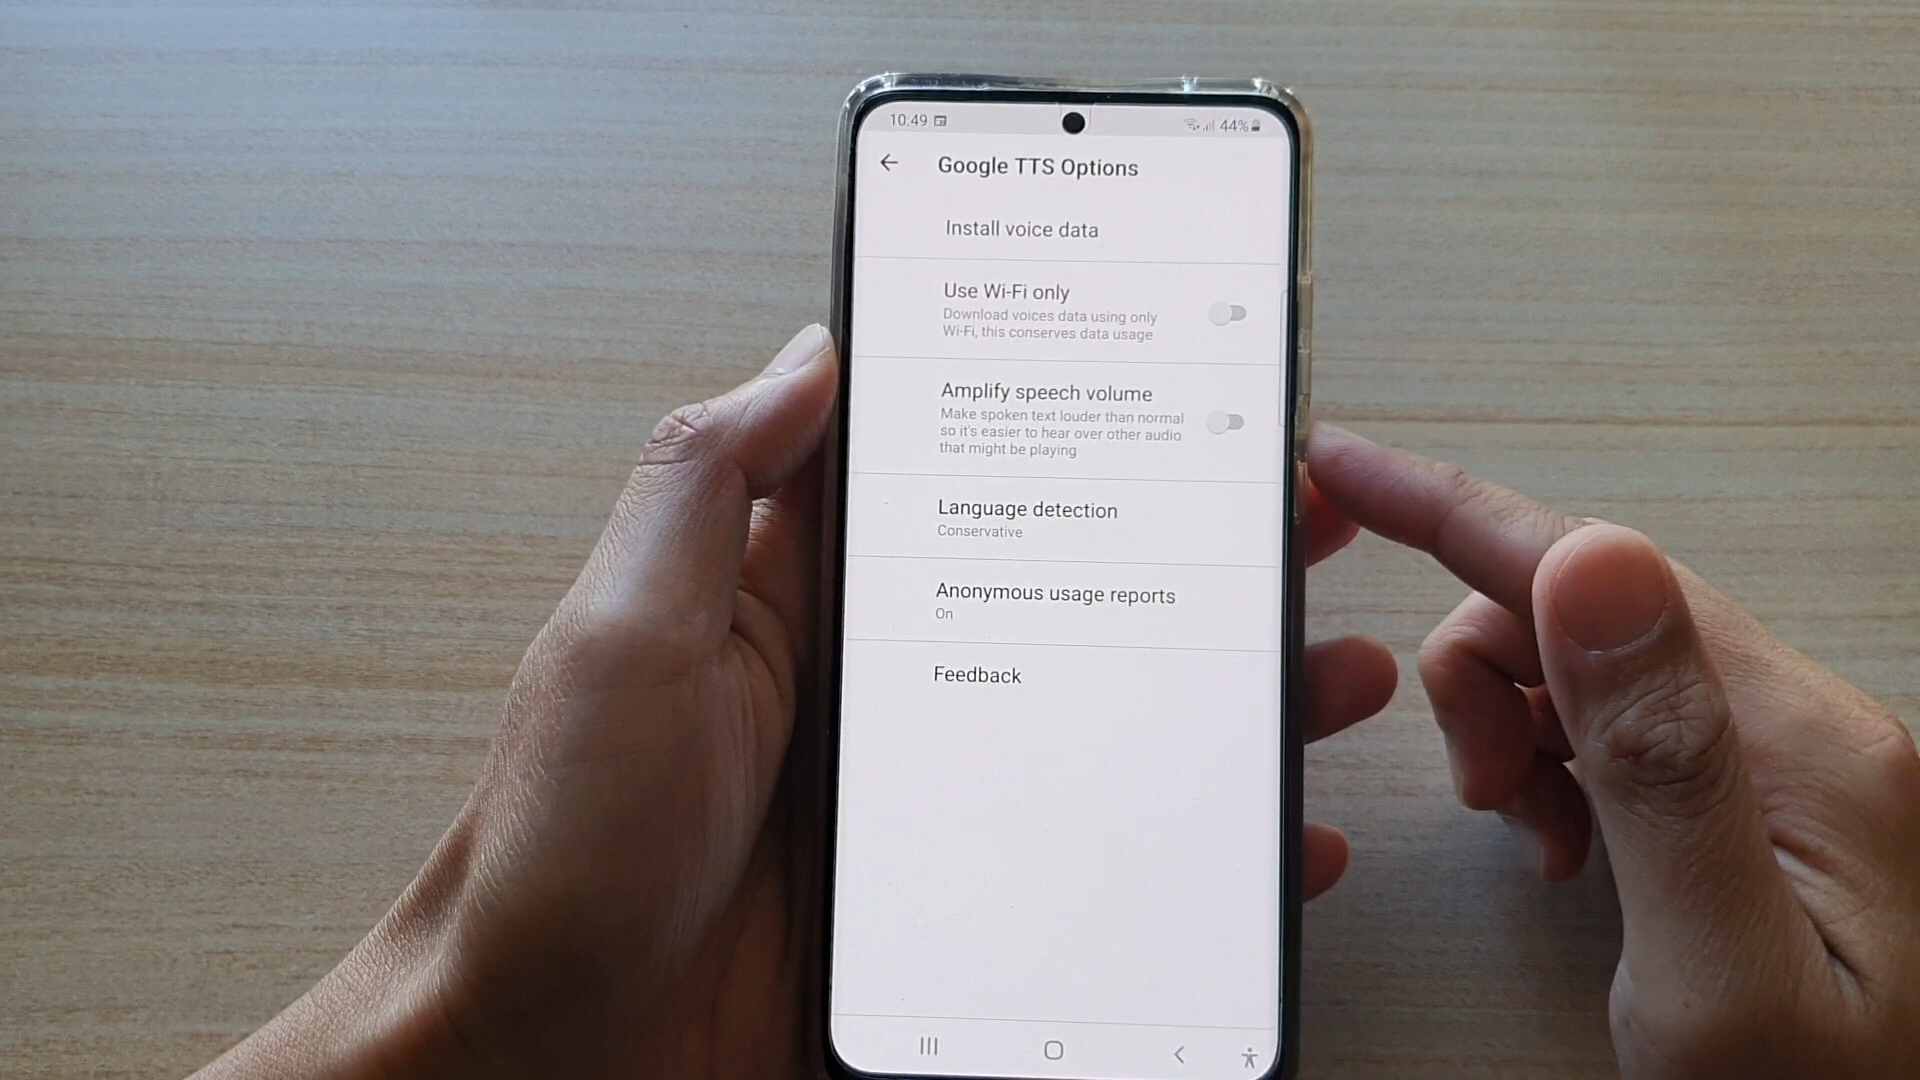 10:49
44%
Google TTS Options
Install voice data
Use Wi-Fi only
Download voices data using only
Wi-Fi, this conserves data usage
Amplify speech volume
Make spoken text louder than normal
so it's easier to hear over other audio
that might be playing
Language detection
Conservative
Anonymous usage reports
On
Feedback